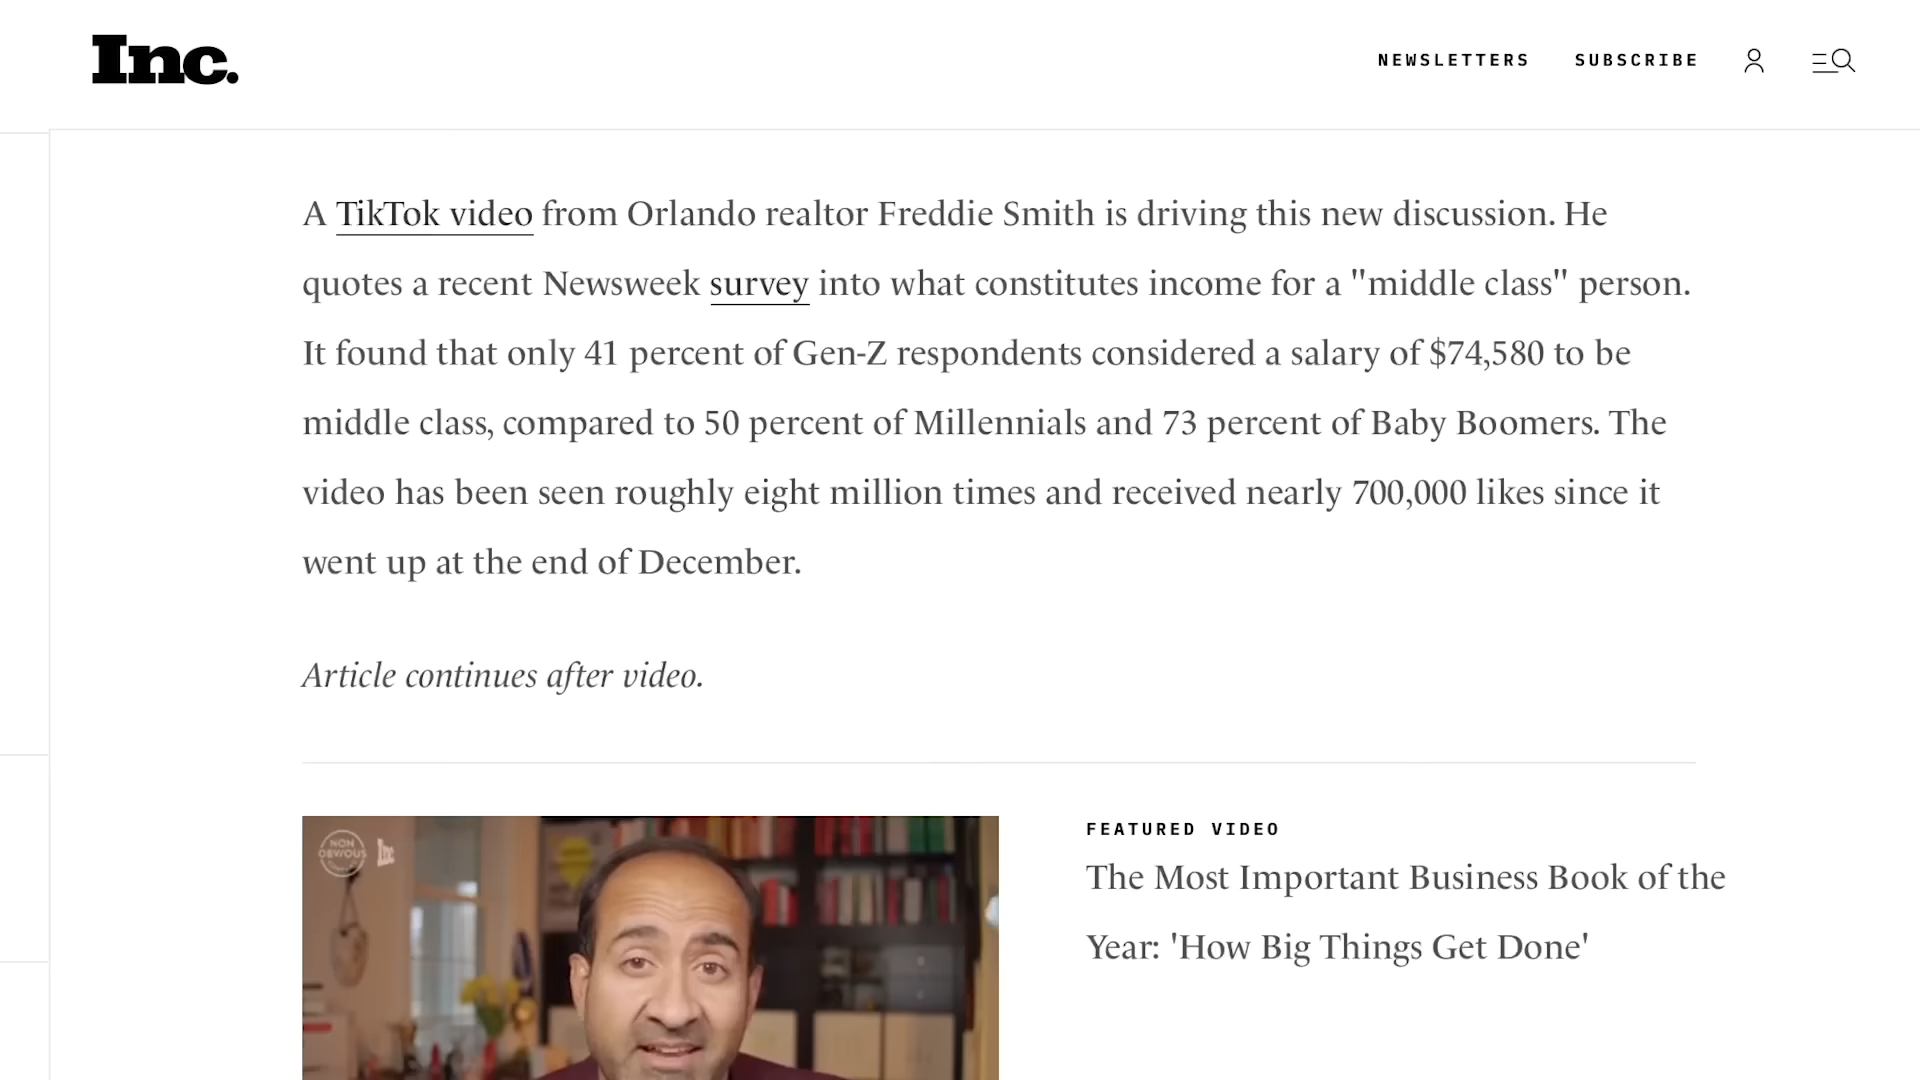 Inc.
NEWSLETTERS
SUBSCRIBE
A TikTok video from Orlando realtor Freddie Smith is driving this new discussion. He
quotes a recent Newsweek survey into what constitutes income for a "middle class" person.
It found that only 41 percent of Gen-Z respondents considered a salary of $74,580 to be
middle class, compared to 50 percent of Millennials and 73 percent of Baby Boomers. The
video has been seen roughly eight million times and received nearly 700,000 likes since it
went up at the end of December.
Article continues after video.
NON
OBVIOUS
Inc.
FEATURED VIDEO
The Most Important Business Book of the
Year: 'How Big Things Get Done'